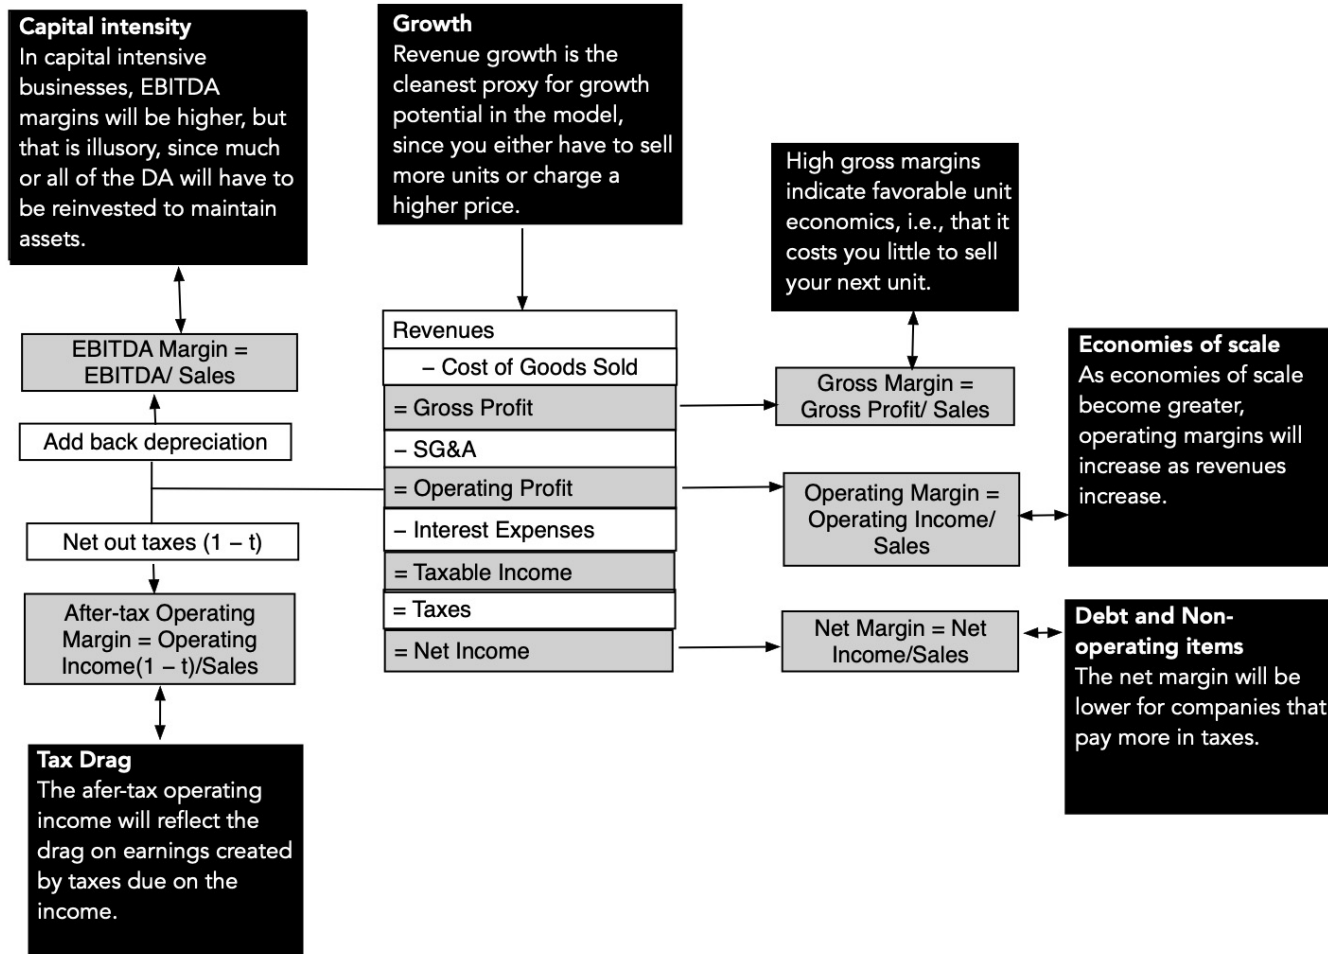 Capital intensity
In capital intensive
businesses, EBITDA
margins will be higher, but
that is illusory, since much
or all of the DA will have to
be reinvested to maintain
assets.
Growth
Revenue growth is the
cleanest proxy for growth
potential in the model,
since you either have to sell
more units or charge a
higher price.
High gross margins
indicate favorable unit
economics, i.e., that it
costs you little to sell
your next unit.
EBITDA Margin =
EBITDA/ Sales
Add back depreciation
Net out taxes (1 – t)
After-tax Operating
Margin = Operating
Income(1 – t)/Sales
Tax Drag
The afer-tax operating
income will reflect the
drag on earnings created
by taxes due on the
income.
Revenues
– Cost of Goods Sold
= Gross Profit
– SG&A
= Operating Profit
– Interest Expenses
= Taxable Income
= Taxes
= Net Income
Gross Margin =
Gross Profit/ Sales
Operating Margin =
Operating Income/
Sales
Net Margin = Net
Income/Sales
Economies of scale
As economies of scale
become greater,
operating margins will
increase as revenues
increase.
Debt and Non-
operating items
The net margin will be
lower for companies that
pay more in taxes.